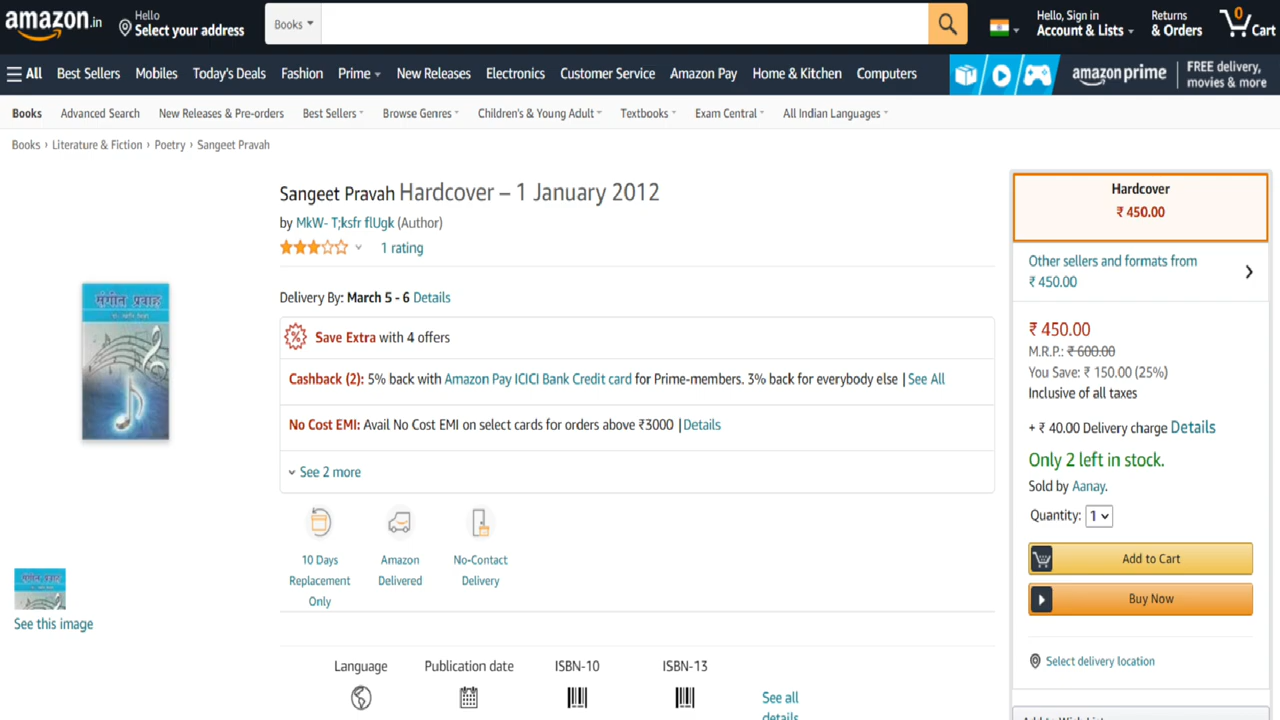 amazon.in
Hello
Select your address
Books
Hello, Sign in
Account & Lists
Returns
& Orders
0
Cart
All Best Sellers Mobiles Today's Deals Fashion Prime New Releases Electronics Customer Service Amazon Pay Home & Kitchen Computers
amazon prime
FREE delivery,
movies & more
Books Advanced Search New Releases & Pre-orders Best Sellers Browse Genres Children's & Young Adult Textbooks Exam Central All Indian Languages
Books › Literature & Fiction › Poetry › Sangeet Pravah
Sangeet Pravah Hardcover – 1 January 2012
by MkW- T;ksfr flUgk (Author)
1 rating
Delivery By: March 5 - 6 Details
Save Extra with 4 offers
Cashback (2): 5% back with Amazon Pay ICICI Bank Credit card for Prime-members. 3% back for everybody else | See All
No Cost EMI: Avail No Cost EMI on select cards for orders above ₹3000 | Details
See 2 more
10 Days
Replacement
Only
Amazon
Delivered
No-Contact
Delivery
Language
Publication date
ISBN-10
ISBN-13
See all
details
संगीत प्रवाह
संगीत प्रवाह
See this image
Hardcover
₹ 450.00
Other sellers and formats from
₹ 450.00
₹ 450.00
M.R.P.: ₹ 600.00
You Save: ₹ 150.00 (25%)
Inclusive of all taxes
+ ₹ 40.00 Delivery charge Details
Only 2 left in stock.
Sold by Aanay.
Quantity: 1
Add to Cart
Buy Now
Select delivery location
Add to Wish List